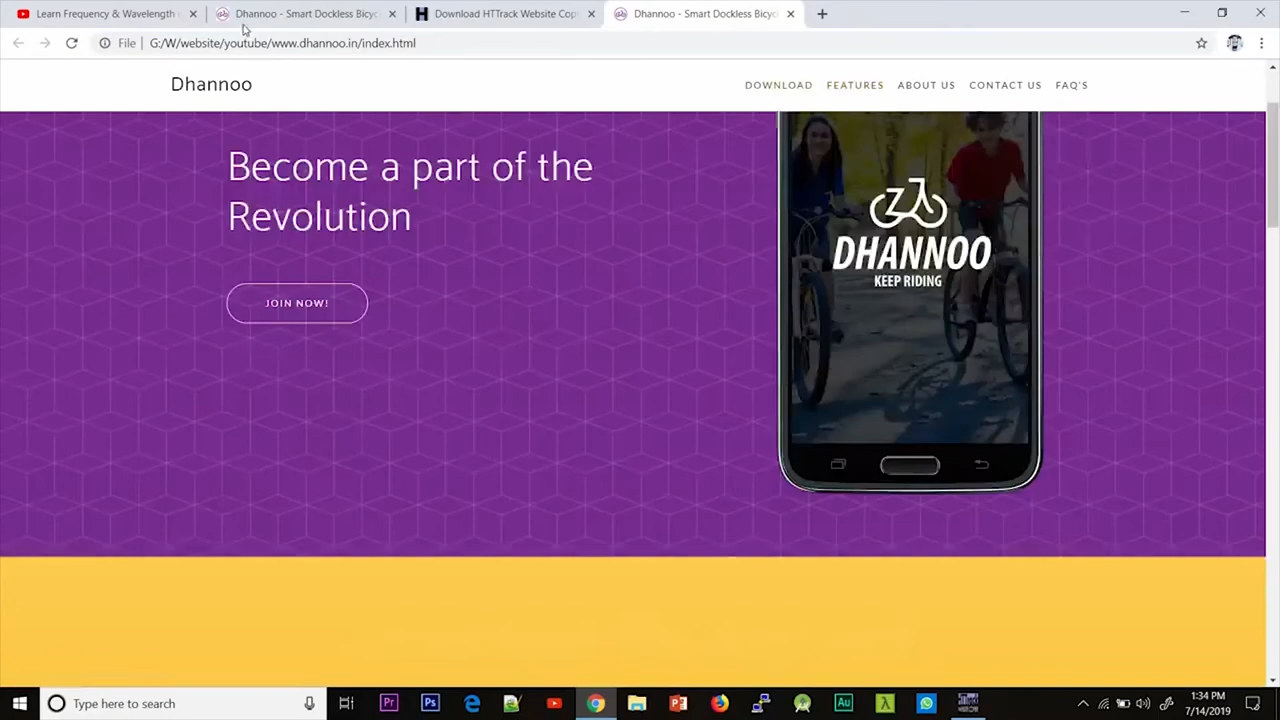 Learn Frequency & Wavelength
Dhannoo - Smart Dockless Bicyc
Download HTTrack Website Cop
Dhannoo - Smart Dockless Bicyc
File
G:/W/website/youtube/www.dhannoo.in/index.html
Dhannoo
DOWNLOAD
FEATURES
ABOUT US
CONTACT US
FAQ'S
Become a part of the
Revolution
JOIN NOW!
DHANNOO
KEEP RIDING
Type here to search
1:34 PM
7/14/2019